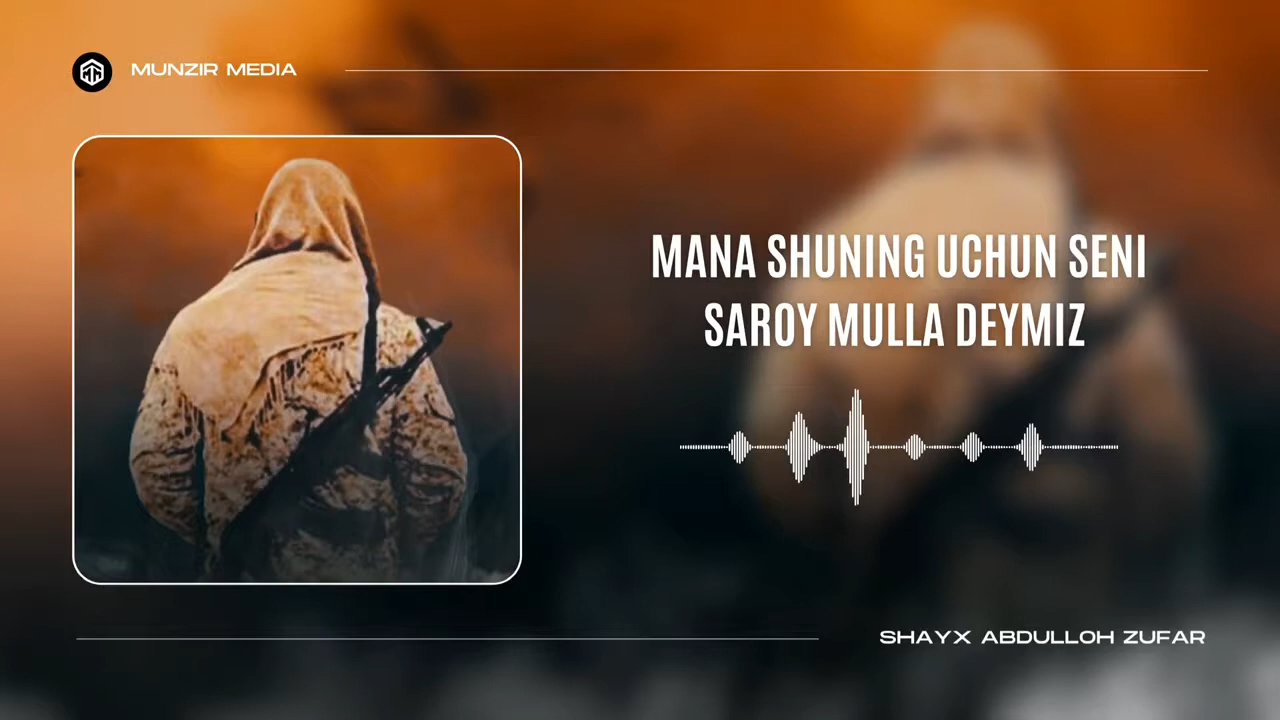 MUNZIR MEDIA
MANA SHUNING UCHUN SENI
SAROY MULLA DEYMIZ
SHAYX ABDULLOH ZUFAR